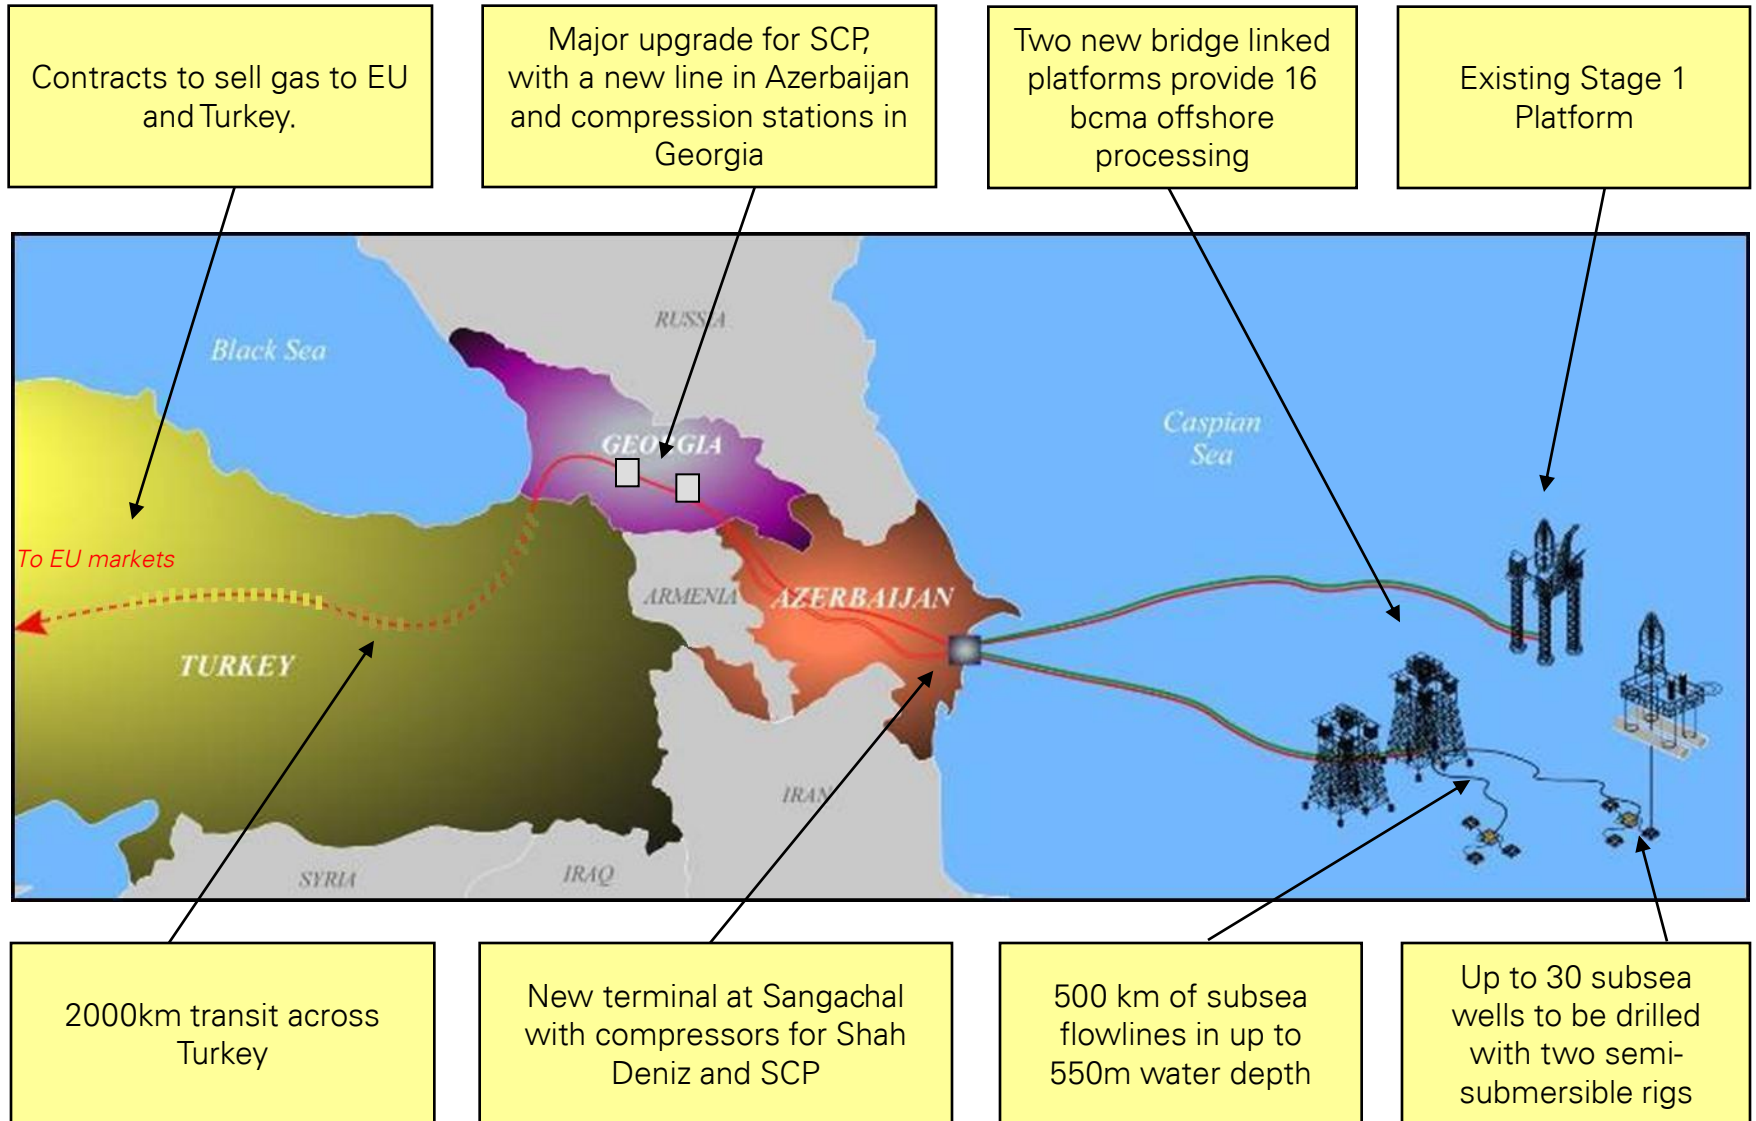 Contracts to sell gas to EU
and Turkey.
Major upgrade for SCP,
with a new line in Azerbaijan
and compression stations in
Georgia
Two new bridge linked
platforms provide 16
bcma offshore
processing
Existing Stage 1
Platform
RUSSIA
Black Sea
Caspian
Sea
GEORGIA
To EU markets
ARMENIA
AZERBAIJAN
TURKEY
IRAN
SYRIA
IRAQ
2000km transit across
Turkey
New terminal at Sangachal
with compressors for Shah
Deniz and SCP
500 km of subsea
flowlines in up to
550m water depth
Up to 30 subsea
wells to be drilled
with two semi-
submersible rigs